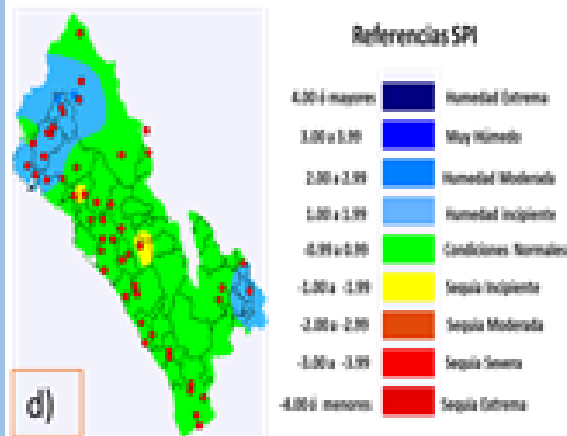 Referencias SPI
4.00 ó mayores Humedad Extrema
3.00 a 3.99 Muy Húmedo
2.00 a 2.99 Humedad Moderada
1.00 a 1.99 Humedad Incipiente
-0.99 a 0.99 Condiciones Normales
-1.00 a -1.99 Sequía Incipiente
-2.00 a -2.99 Sequía Moderada
-3.00 a -3.99 Sequía Severa
-4.00 ó menores Sequía Extrema
d)